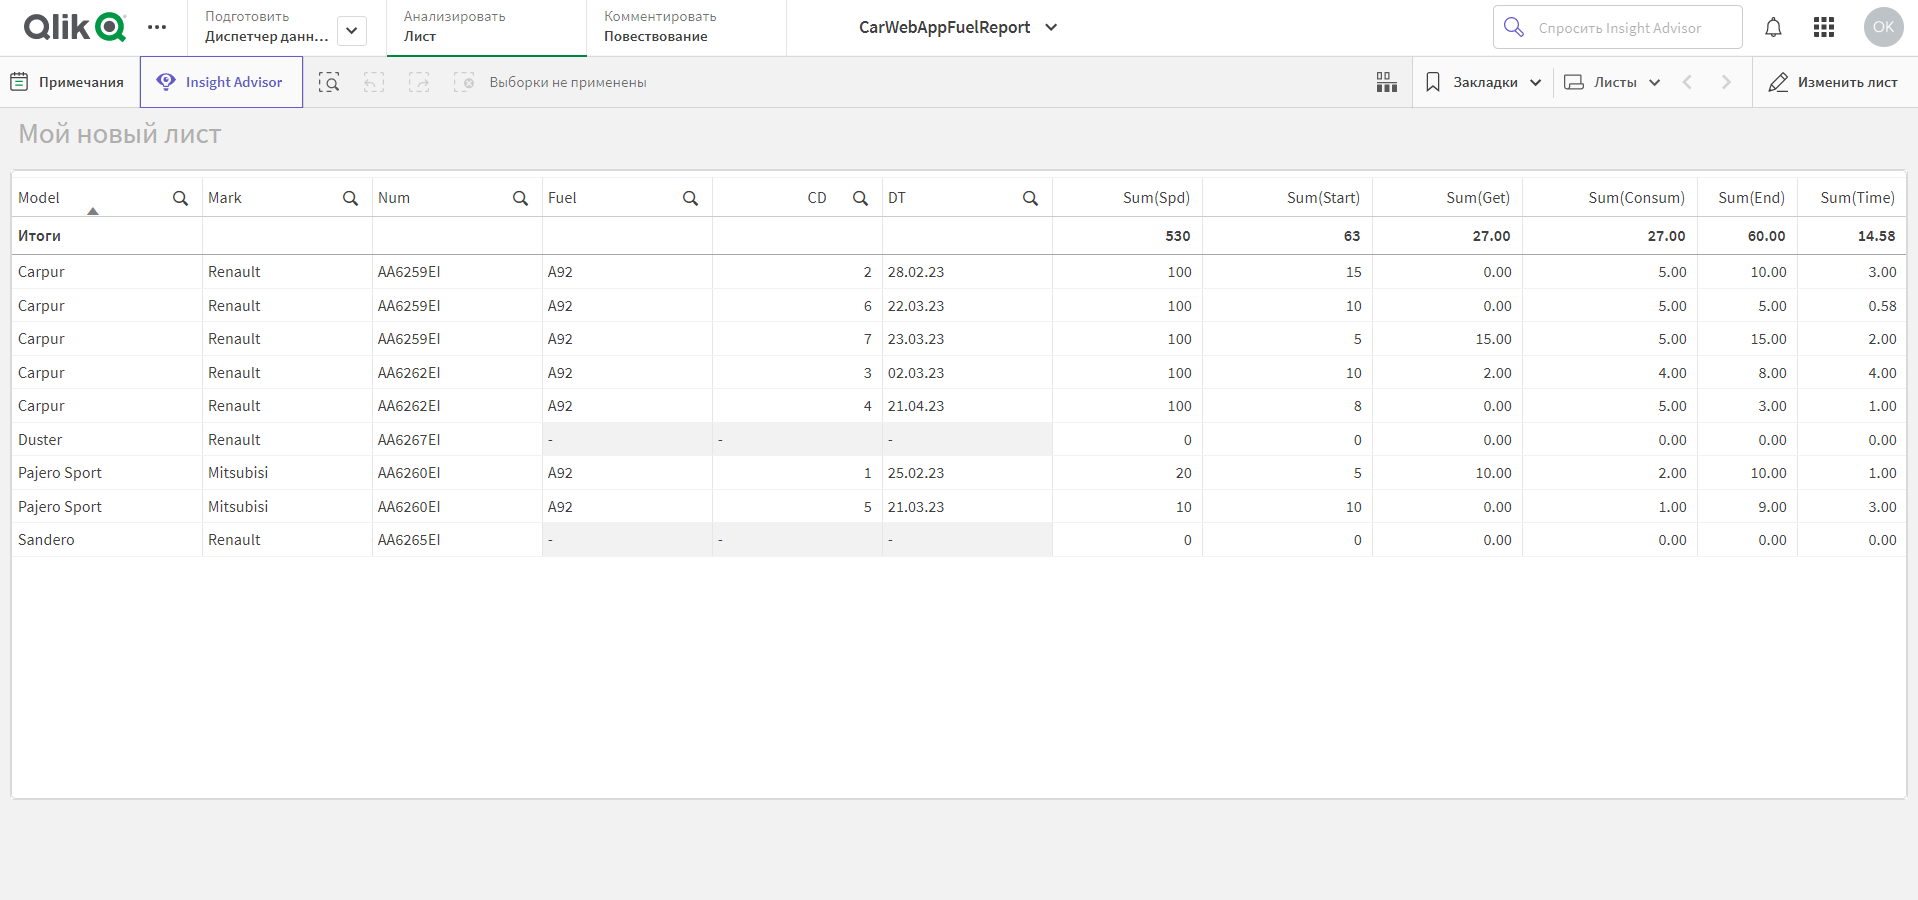 Qlik ••• Подготовить Анализировать Комментировать CarWebAppFuelReport Спросить Insight Advisor OK
Диспетчер данн... Лист Повествование
Примечания Insight Advisor Выборки не применены Закладки Листы Изменить лист
Мой новый лист
Model Mark Num Fuel CD DT Sum(Spd) Sum(Start) Sum(Get) Sum(Consum) Sum(End) Sum(Time)
Итоги 530 63 27.00 27.00 60.00 14.58
Carpur Renault AA6259EI A92 2 28.02.23 100 15 0.00 5.00 10.00 3.00
Carpur Renault AA6259EI A92 6 22.03.23 100 10 0.00 5.00 5.00 0.58
Carpur Renault AA6259EI A92 7 23.03.23 100 5 15.00 5.00 15.00 2.00
Carpur Renault AA6262EI A92 3 02.03.23 100 10 2.00 4.00 8.00 4.00
Carpur Renault AA6262EI A92 4 21.04.23 100 8 0.00 5.00 3.00 1.00
Duster Renault AA6267EI - - - 0 0 0.00 0.00 0.00 0.00
Pajero Sport Mitsubisi AA6260EI A92 1 25.02.23 20 5 10.00 2.00 10.00 1.00
Pajero Sport Mitsubisi AA6260EI A92 5 21.03.23 10 10 0.00 1.00 9.00 3.00
Sandero Renault AA6265EI - - - 0 0 0.00 0.00 0.00 0.00